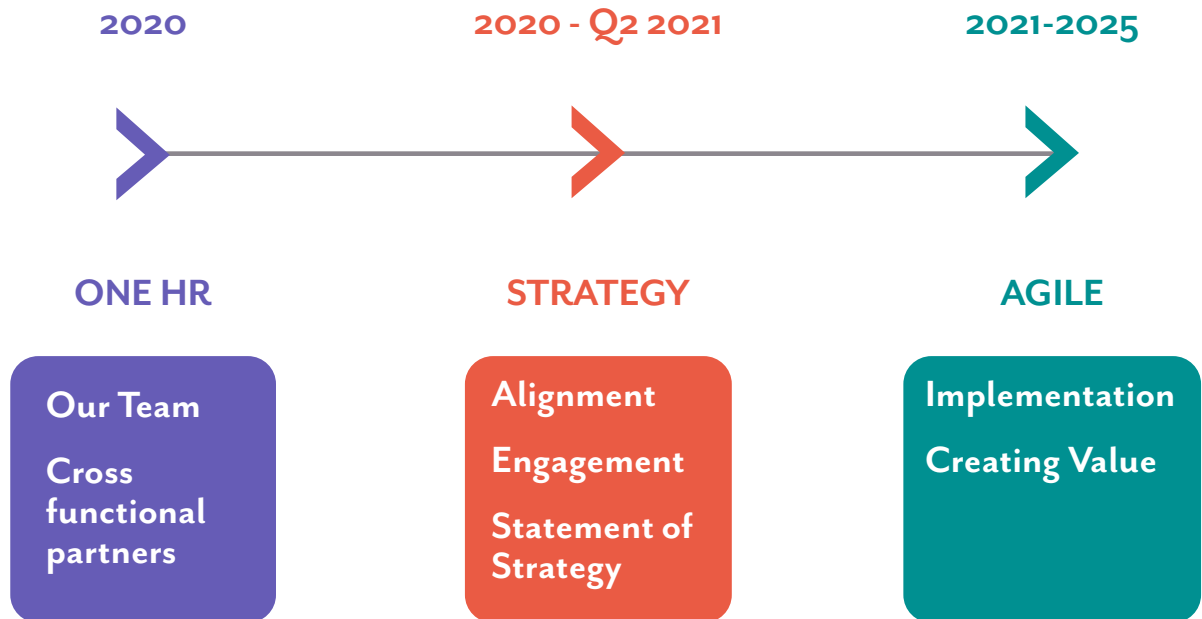 2020
2020 - Q2 2021
2021-2025
ONE HR
STRATEGY
AGILE
Our Team
Cross
functional
partners
Alignment
Engagement
Statement of
Strategy
Implementation
Creating Value